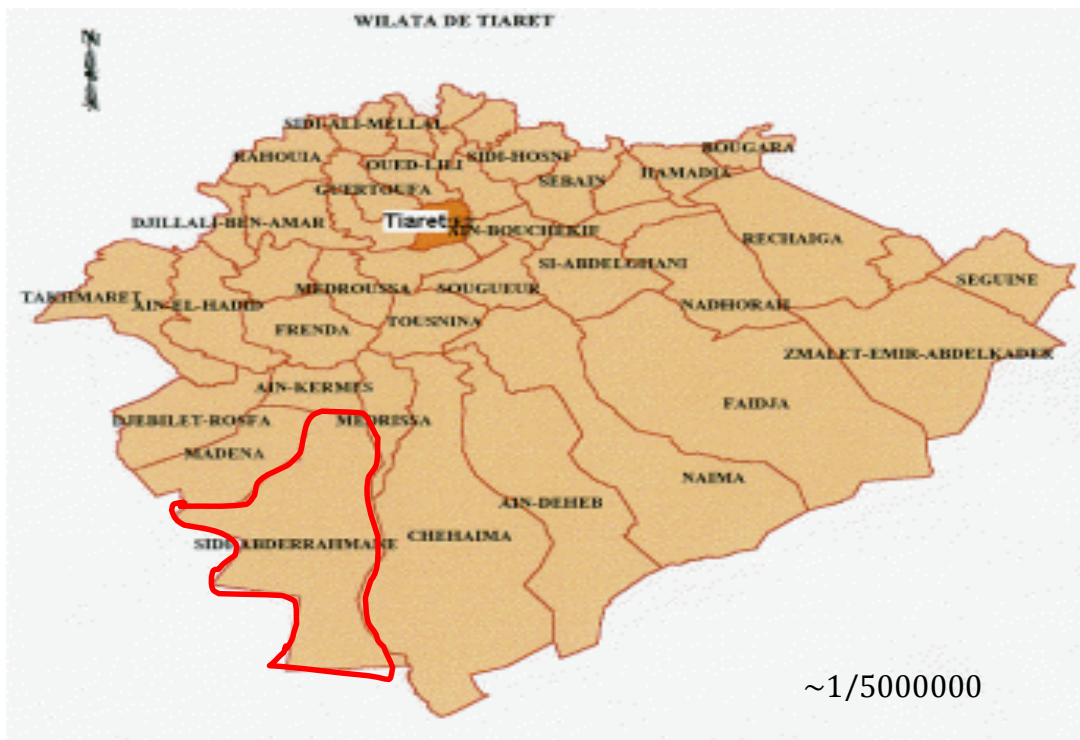 WILATA DE TIARET
SIDI-ALI-MELLAL
BOUGARA
RAHOUIA
OUED-LILI
SIDI-HOSNI
HAMADIA
SEBAIN
GUERTOUFA
DJILLALI-BEN-AMAR
Tiaret
AIN-BOUCHEKIF
RECHAIGA
SI-ABDELGHANI
SEGUINE
TAKHMARET
AIN-EL-HADID
MEDROUSSA
SOUGUEUR
NADHORAH
FRENDA
TOUSNINA
ZMALET-EMIR-ABDELKADER
AIN-KERMES
FAIDJA
DJEBILET-ROSFA
MEDRISSA
MADENA
NAIMA
AIN-DEHEB
SIDI-ABDERRAHMANE
CHEHAIMA
~1/5000000